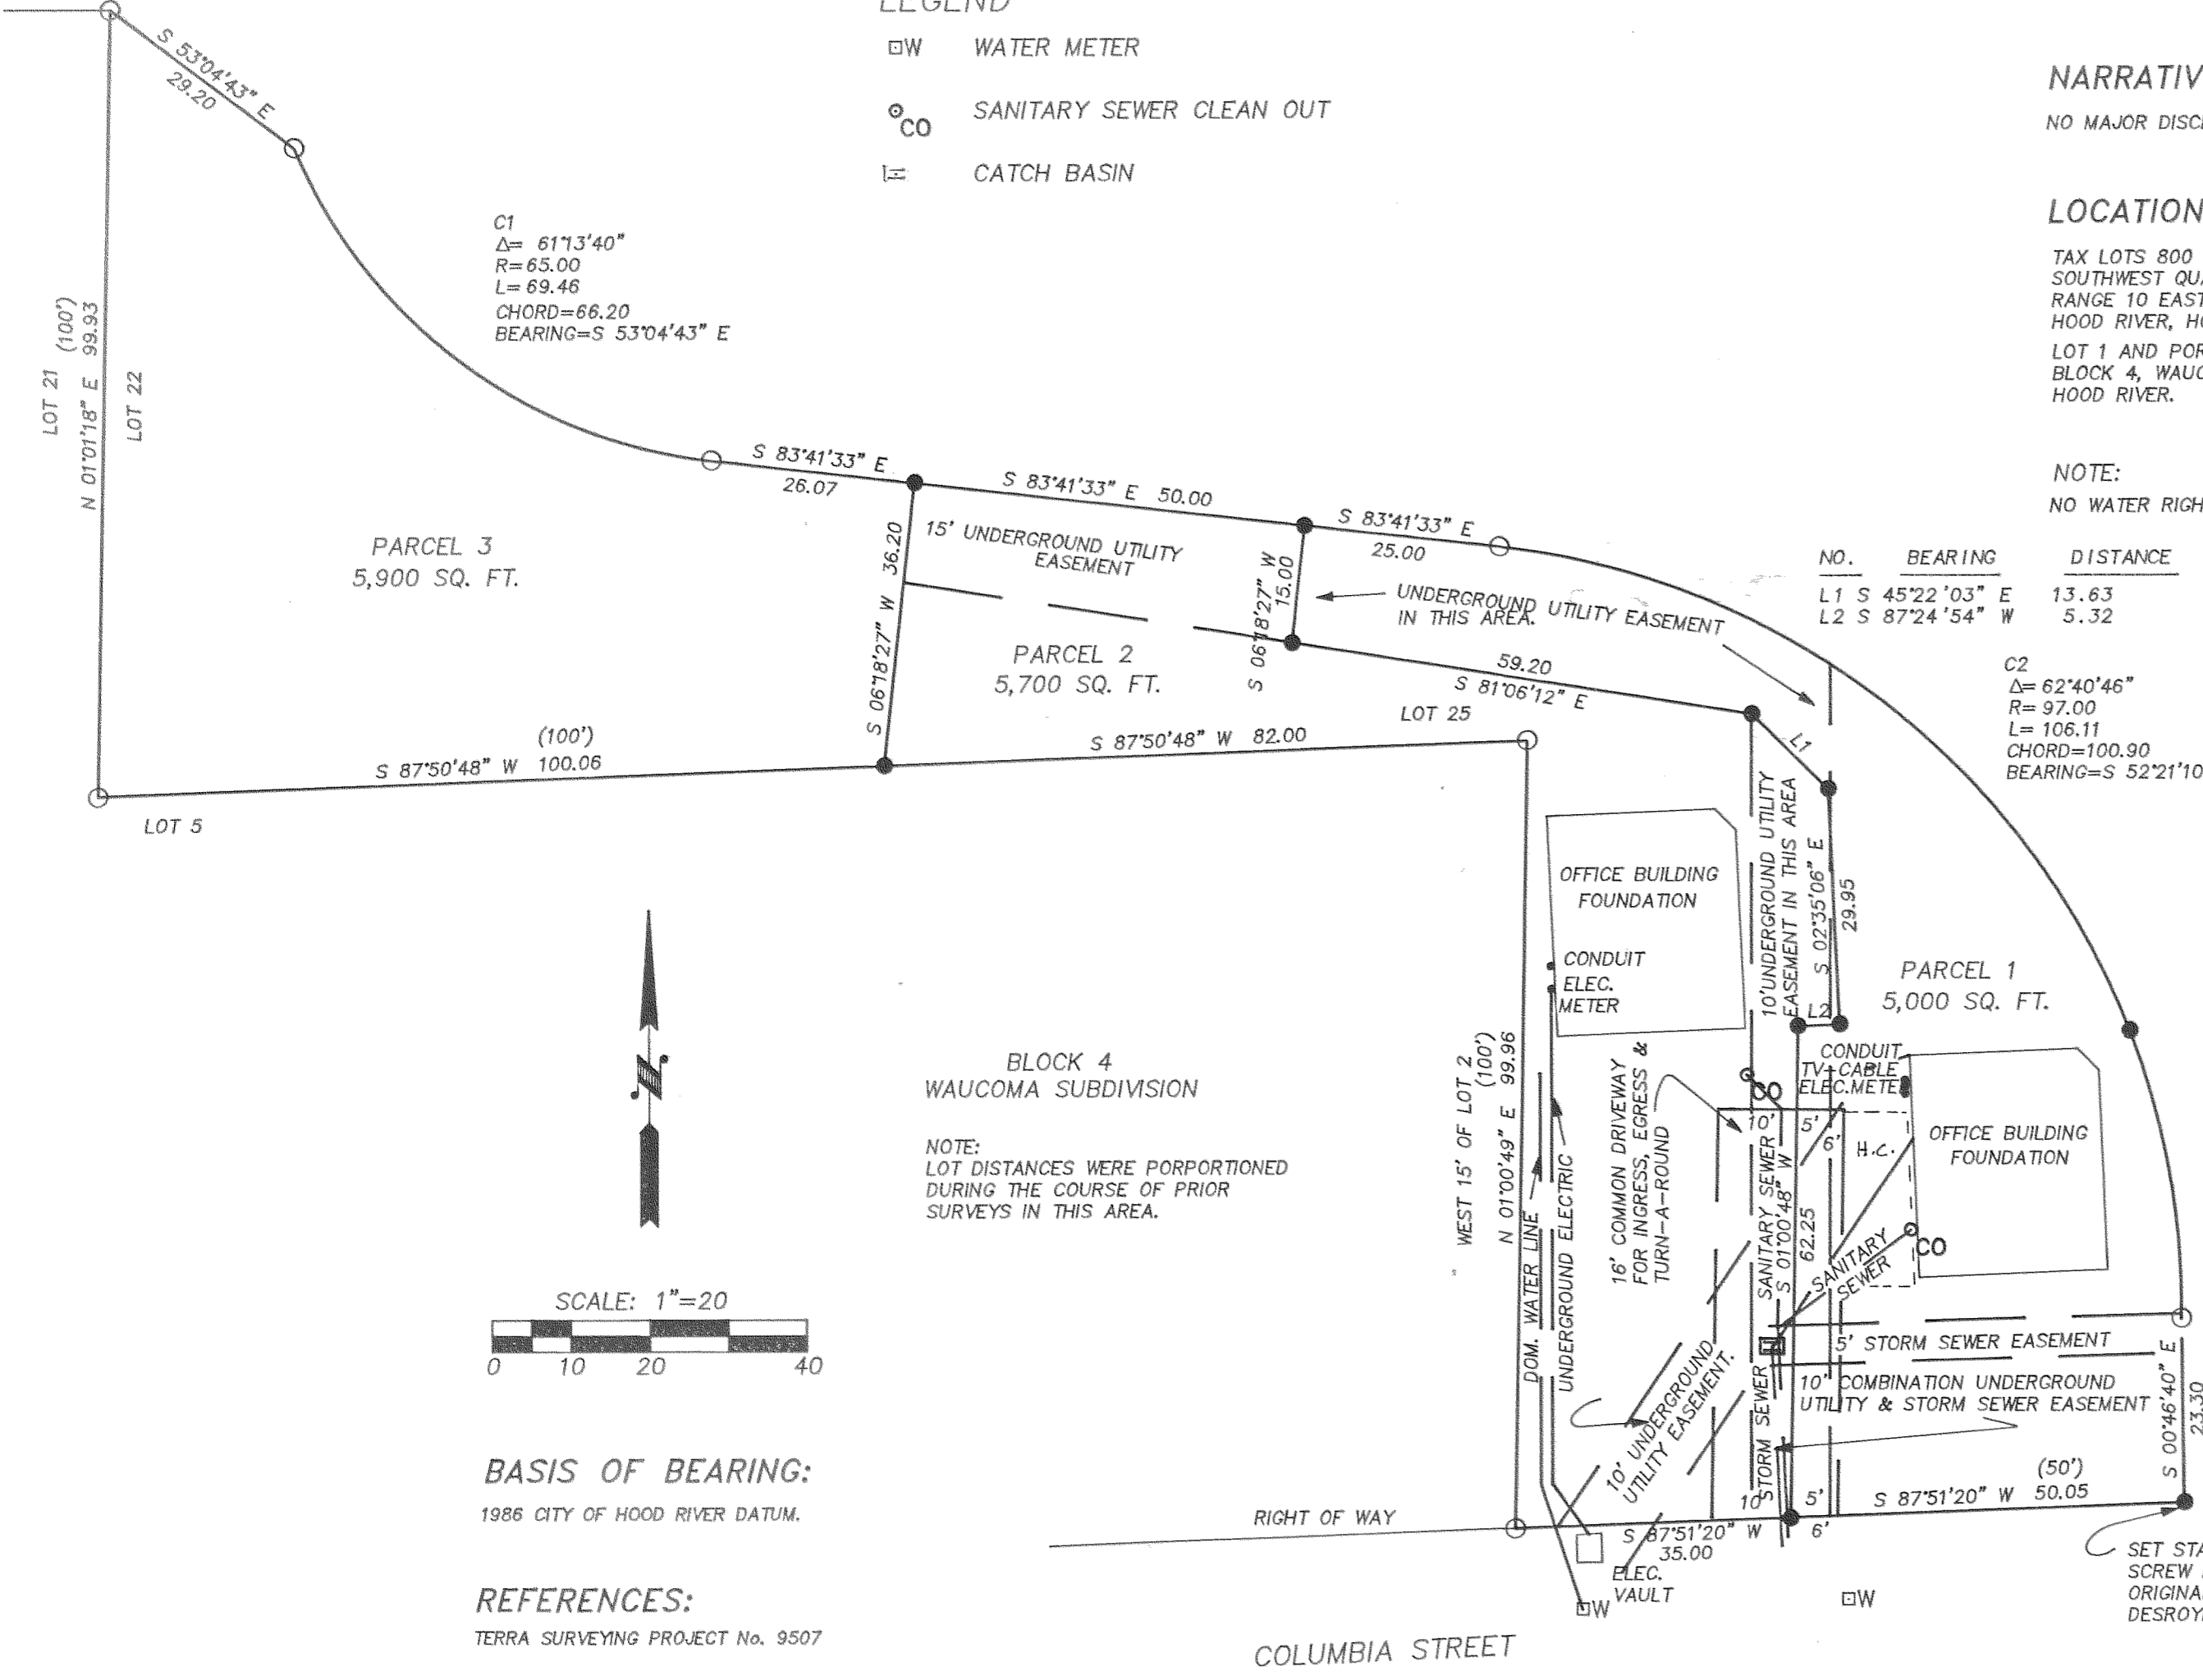 LEGEND
W WATER METER
CO SANITARY SEWER CLEAN OUT
CATCH BASIN
NARRATIV
NO MAJOR DISC
LOCATION
TAX LOTS 800
SOUTHWEST QU
RANGE 10 EAST
HOOD RIVER, H
LOT 1 AND POR
BLOCK 4, WAUC
HOOD RIVER.
NOTE:
NO WATER RIGH
NO. BEARING DISTANCE
L1 S 45°22'03" E 13.63
L2 S 87°24'54" W 5.32
C2
Δ= 62°40'46"
R= 97.00
L= 106.11
CHORD=100.90
BEARING=S 52°21'10
S 53°04'43" E
29.20
C1
Δ= 61°13'40"
R=65.00
L=69.46
CHORD=66.20
BEARING=S 53°04'43" E
LOT 21
(100')
N 01°01'18" E 99.93
LOT 22
S 83°41'33" E
26.07
S 83°41'33" E 50.00
S 83°41'33" E
25.00
15' UNDERGROUND UTILITY
EASEMENT
S 06°18'27" W 36.20
S 06°18'27" W
15.00
UNDERGROUND UTILITY EASEMENT
IN THIS AREA.
PARCEL 3
5,900 SQ. FT.
PARCEL 2
5,700 SQ. FT.
59.20
S 81°06'12" E
LOT 25
(100')
S 87°50'48" W 100.06
S 87°50'48" W 82.00
LOT 5
L1
10'UNDERGROUND UTILITY
EASEMENT IN THIS AREA
S 02°35'06" E
29.95
OFFICE BUILDING
FOUNDATION
CONDUIT
ELEC.
METER
PARCEL 1
5,000 SQ. FT.
L2
CONDUIT
TV-CABLE
ELEC.METE
CO
10' 5'
6'
H.C.
OFFICE BUILDING
FOUNDATION
BLOCK 4
WAUCOMA SUBDIVISION
NOTE:
LOT DISTANCES WERE PORPORTIONED
DURING THE COURSE OF PRIOR
SURVEYS IN THIS AREA.
N
WEST 15' OF LOT 2
(100')
N 01°00'49" E 99.96
DOM. WATER LINE
UNDERGROUND ELECTRIC
16' COMMON DRIVEWAY
FOR INGRESS, EGRESS &
TURN-A-ROUND
SANITARY SEWER
S 01°00'48" W
62.25
SANITARY
SEWER
CO
5' STORM SEWER EASEMENT
10' COMBINATION UNDERGROUND
UTILITY & STORM SEWER EASEMENT
10' UNDERGROUND
UTILITY EASEMENT.
STORM SEWER
S 00°46'40" E
23.30
SCALE: 1"=20
0 10 20 40
BASIS OF BEARING:
1986 CITY OF HOOD RIVER DATUM.
REFERENCES:
TERRA SURVEYING PROJECT No. 9507
RIGHT OF WAY
10' 5'
6'
S 87°51'20" W
35.00
(50')
S 87°51'20" W 50.05
ELEC.
VAULT
W
W
SET STA
SCREW
ORIGINA
DESROY
COLUMBIA STREET